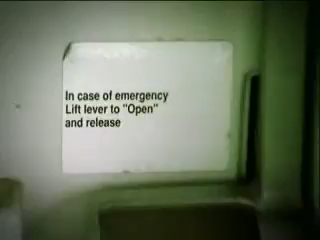 In case of emergency
Lift lever to "Open"
and release